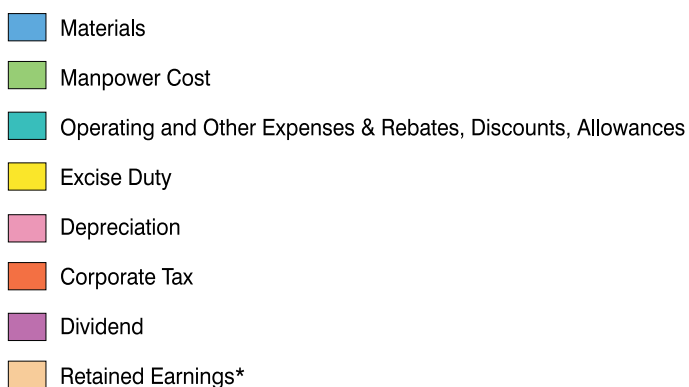 Materials
Manpower Cost
Operating and Other Expenses & Rebates, Discounts, Allowances
Excise Duty
Depreciation
Corporate Tax
Dividend
Retained Earnings*